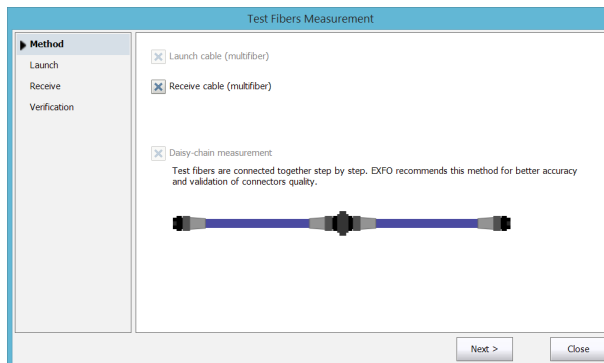 Test Fibers Measurement
Method
Launch
Receive
Verification
Launch cable (multifiber)
Receive cable (multifiber)
Daisy-chain measurement
Test fibers are connected together step by step. EXFO recommends this method for better accuracy
and validation of connectors quality.
Next >
Close